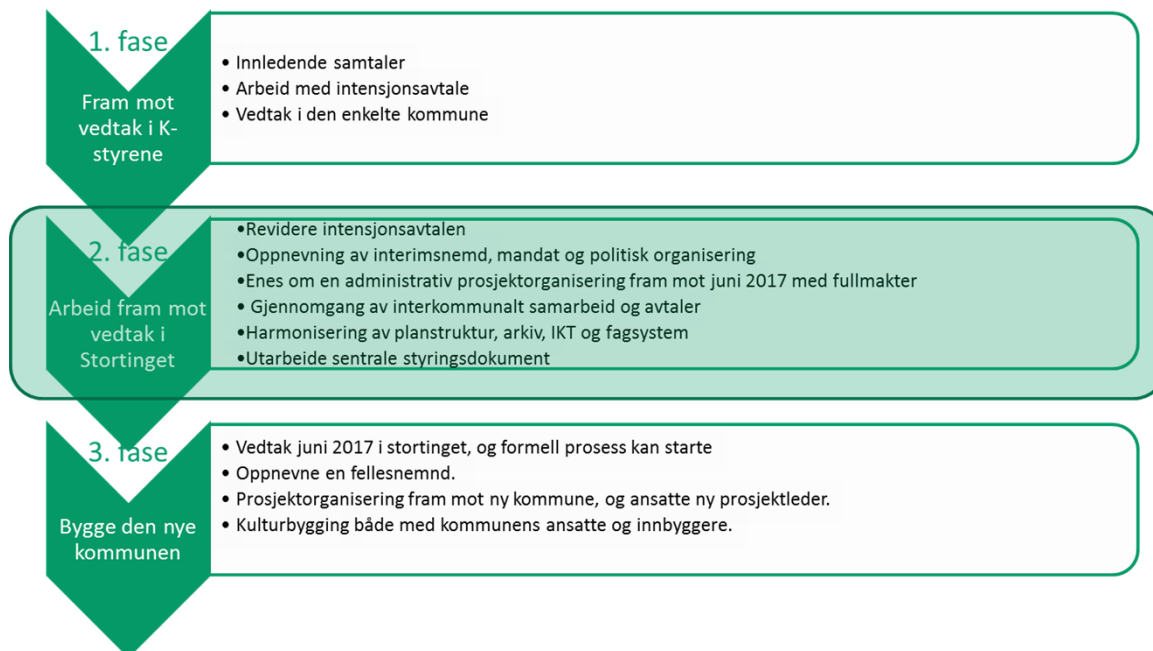 1. fase
Fram mot
vedtak i K-
styrene
• Innledende samtaler
• Arbeid med intensjonsavtale
• Vedtak i den enkelte kommune
2. fase
Arbeid fram mot
vedtak i
Stortinget
•Revidere intensjonsavtalen
•Oppnevning av interimsnemd, mandat og politisk organisering
•Enes om en administrativ prosjektorganisering fram mot juni 2017 med fullmakter
• Gjennomgang av interkommunalt samarbeid og avtaler
•Harmonisering av planstruktur, arkiv, IKT og fagsystem
•Utarbeide sentrale styringsdokument
3. fase
Bygge den nye
kommunen
• Vedtak juni 2017 i stortinget, og formell prosess kan starte
• Oppnevne en fellesnemnd.
• Prosjektorganisering fram mot ny kommune, og ansatte ny prosjektleder.
• Kulturbygging både med kommunens ansatte og innbyggere.